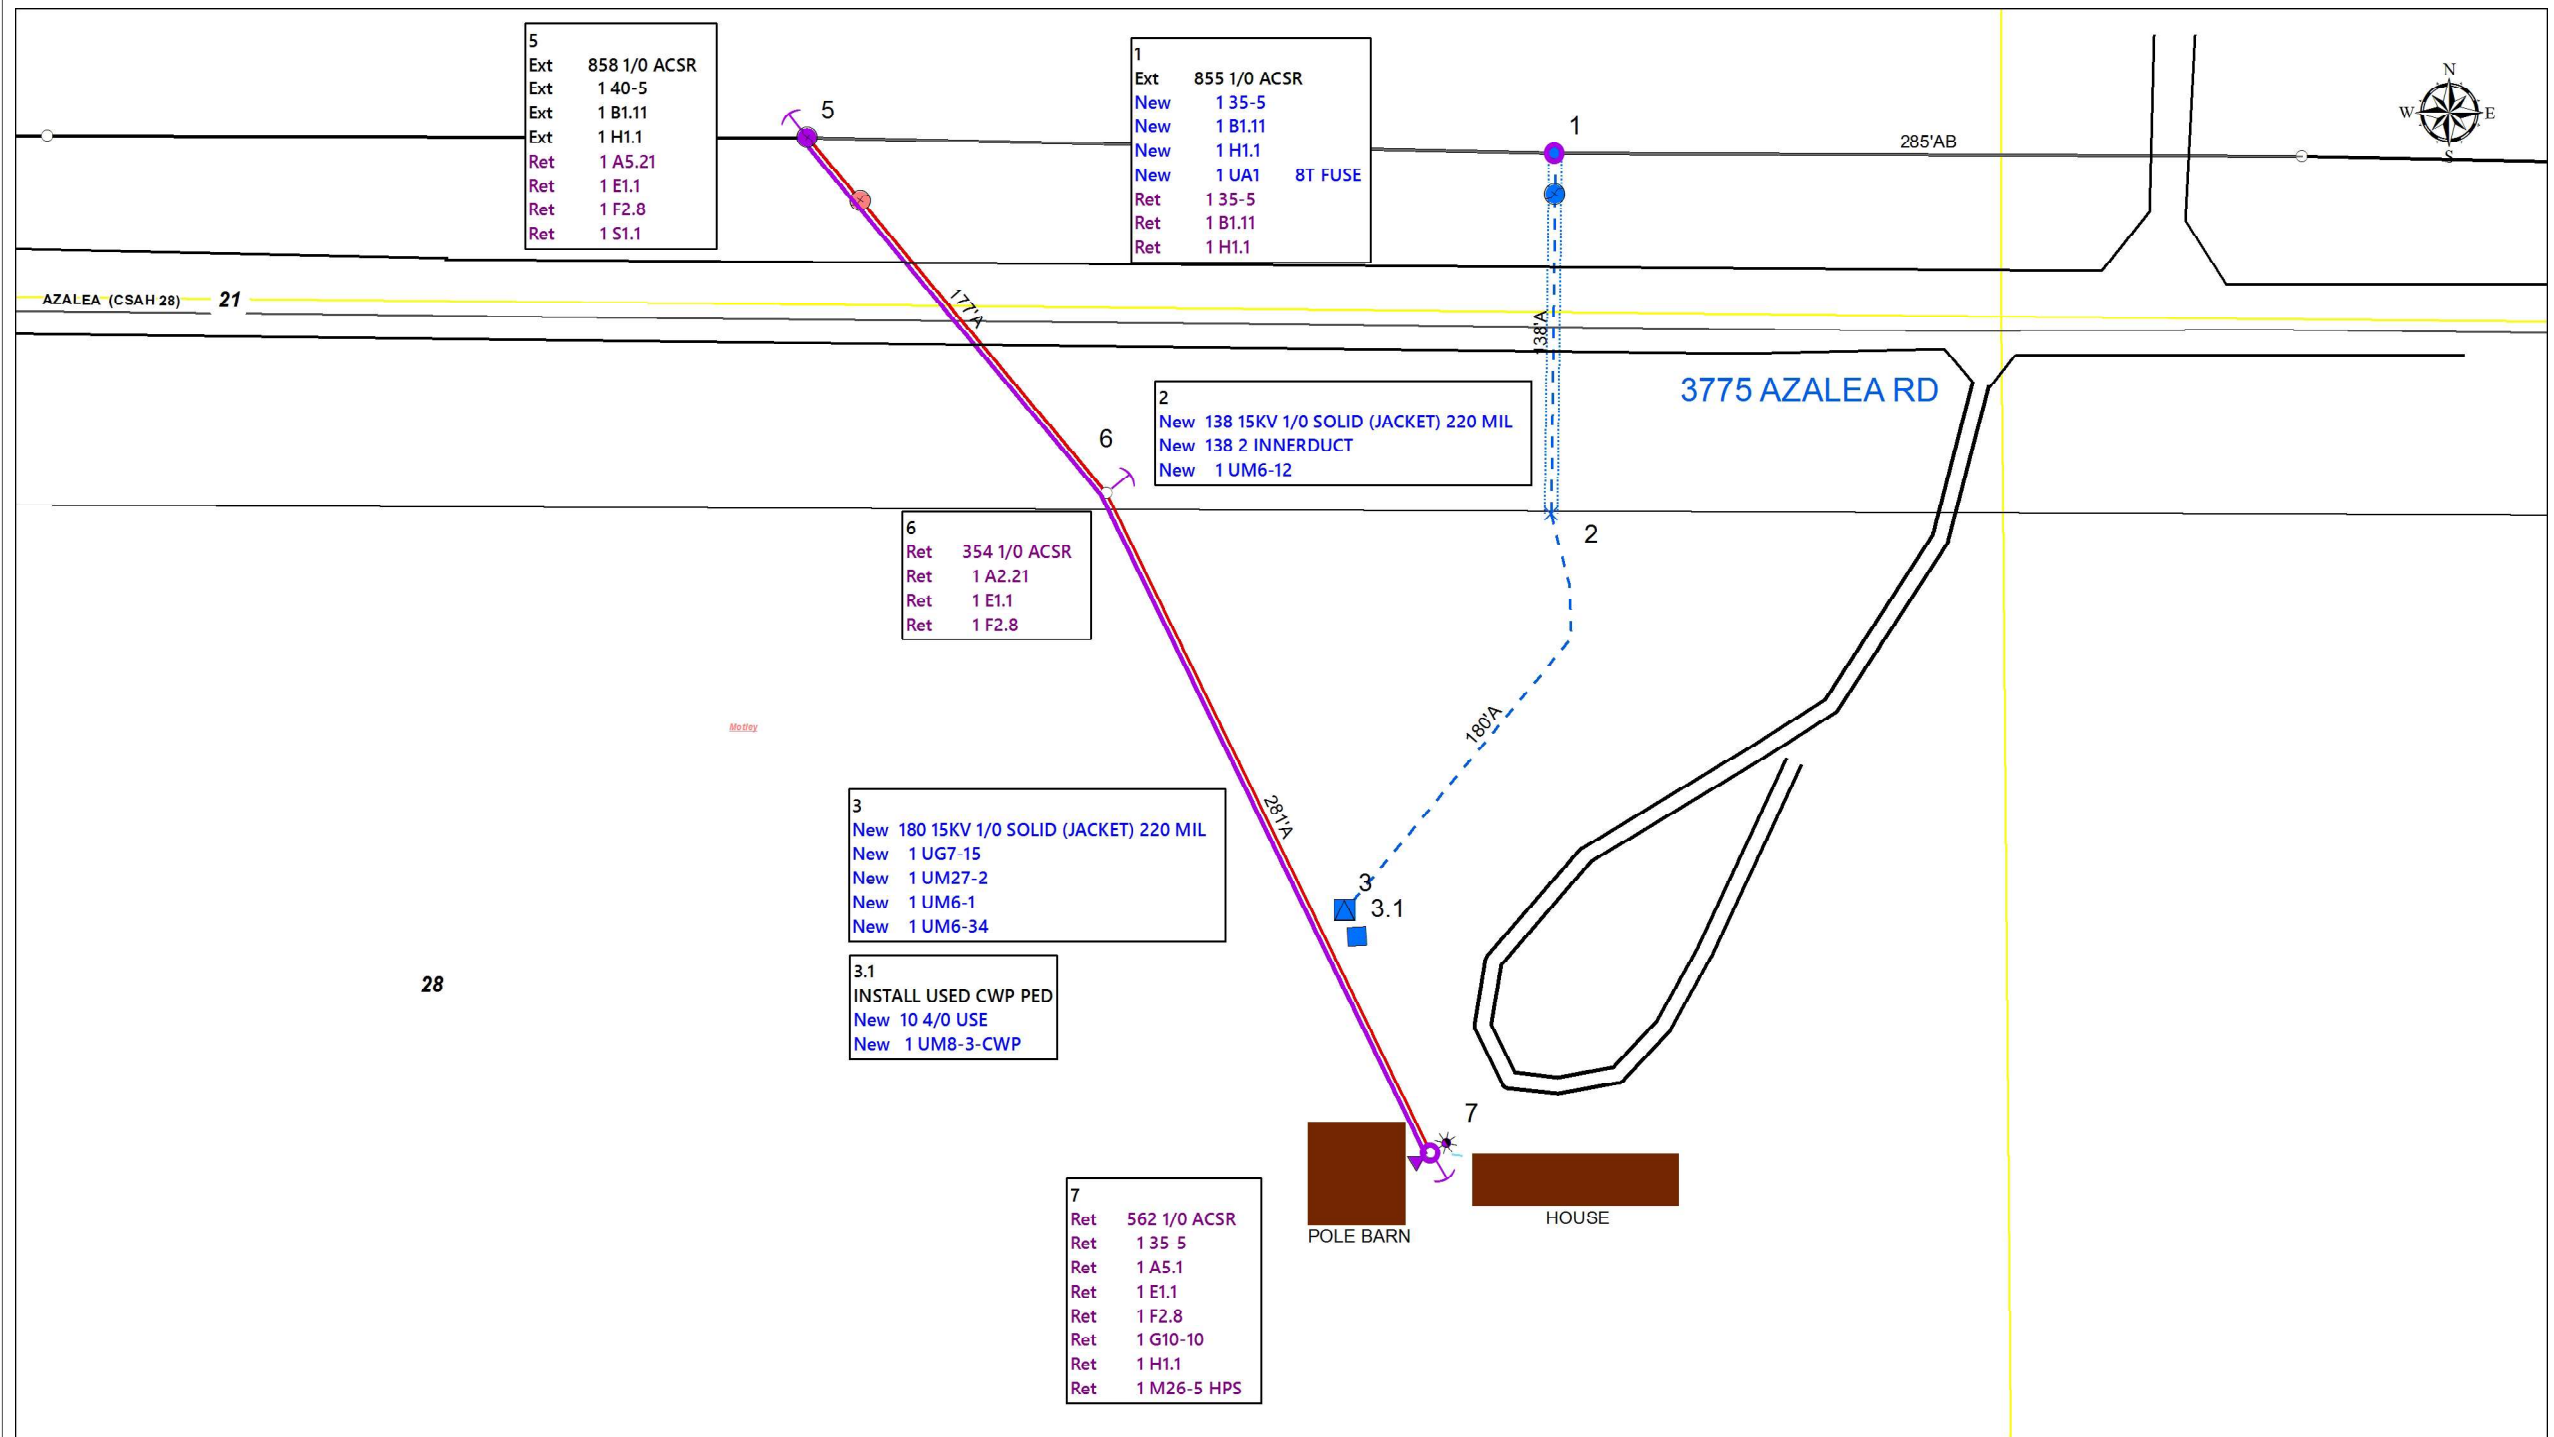 5
Ext 858 1/0 ACSR
Ext 1 40-5
Ext 1 B1.11
Ext 1 H1.1
Ret 1 A5.21
Ret 1 E1.1
Ret 1 F2.8
Ret 1 S1.1
5
1
Ext 855 1/0 ACSR
New 1 35-5
New 1 B1.11
New 1 H1.1
New 1 UA1 8T FUSE
Ret 1 35-5
Ret 1 B1.11
Ret 1 H1.1
1
285'AB
N
W E
S
AZALEA (CSAH 28) 21
177'A
138'A
3775 AZALEA RD
2
New 138 15KV 1/0 SOLID (JACKET) 220 MIL
New 138 2 INNERDUCT
New 1 UM6-12
6
2
6
Ret 354 1/0 ACSR
Ret 1 A2.21
Ret 1 E1.1
Ret 1 F2.8
Motley
180'A
281'A
3
New 180 15KV 1/0 SOLID (JACKET) 220 MIL
New 1 UG7-15
New 1 UM27-2
New 1 UM6-1
New 1 UM6-34
3
3.1
28
3.1
INSTALL USED CWP PED
New 10 4/0 USE
New 1 UM8-3-CWP
7
POLE BARN
HOUSE
7
Ret 562 1/0 ACSR
Ret 1 35 5
Ret 1 A5.1
Ret 1 E1.1
Ret 1 F2.8
Ret 1 G10-10
Ret 1 H1.1
Ret 1 M26-5 HPS